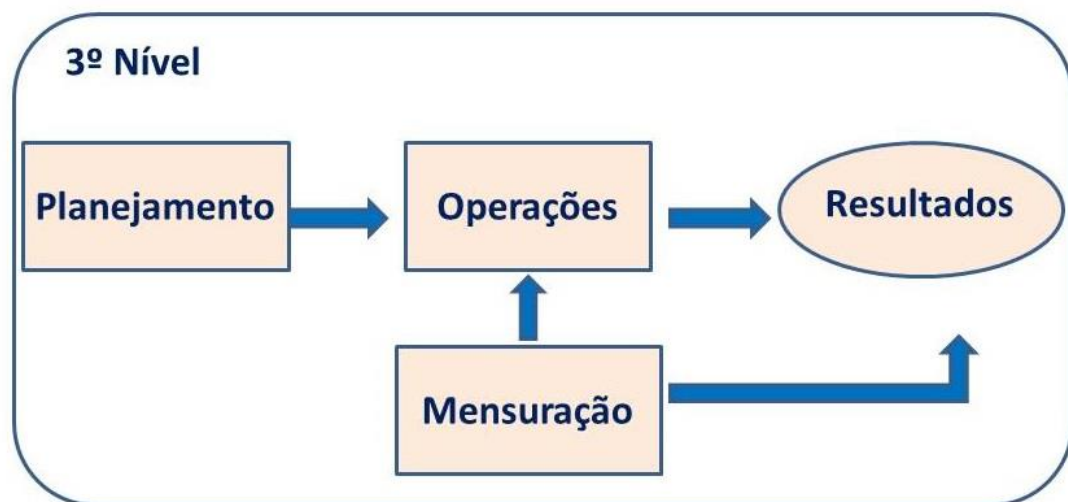 3º Nível
Planejamento
Operações
Resultados
Mensuração